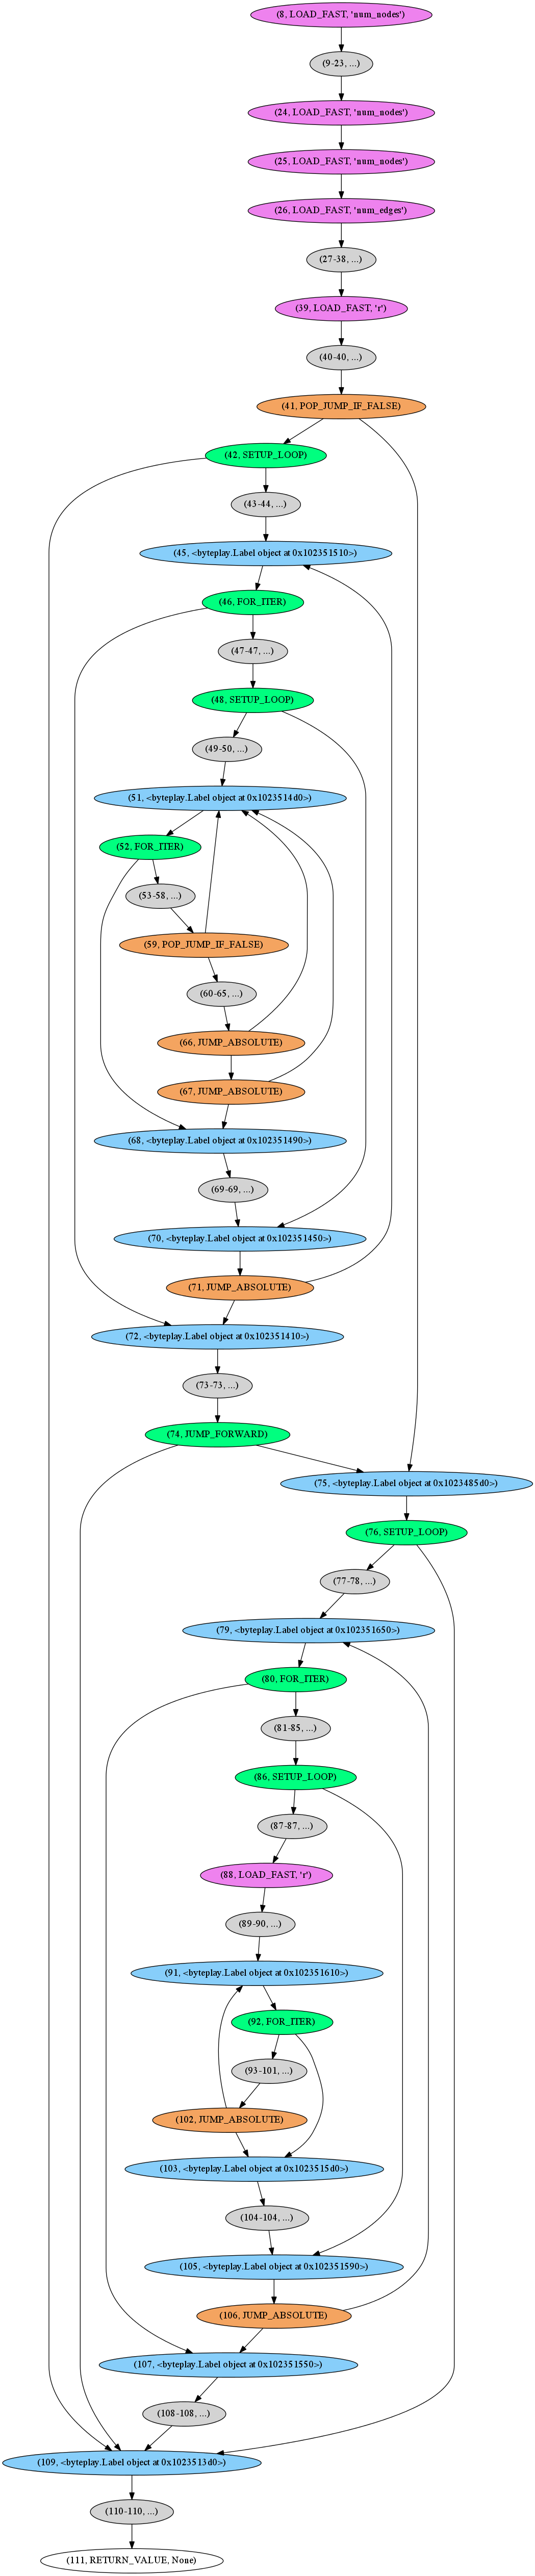 (8, LOAD_FAST, 'num_nodes')
(9-23, ...)
(24, LOAD_FAST, 'num_nodes')
(25, LOAD_FAST, 'num_nodes')
(26, LOAD_FAST, 'num_edges')
(27-38, ...)
(39, LOAD_FAST, 'r')
(40-40, ...)
(41, POP_JUMP_IF_FALSE)
(42, SETUP_LOOP)
(43-44, ...)
(45, <byteplay.Label object at 0x102351510>)
(46, FOR_ITER)
(47-47, ...)
(48, SETUP_LOOP)
(49-50, ...)
(51, <byteplay.Label object at 0x1023514d0>)
(52, FOR_ITER)
(53-58, ...)
(59, POP_JUMP_IF_FALSE)
(60-65, ...)
(66, JUMP_ABSOLUTE)
(67, JUMP_ABSOLUTE)
(68, <byteplay.Label object at 0x102351490>)
(69-69, ...)
(70, <byteplay.Label object at 0x102351450>)
(71, JUMP_ABSOLUTE)
(72, <byteplay.Label object at 0x102351410>)
(73-73, ...)
(74, JUMP_FORWARD)
(75, <byteplay.Label object at 0x1023485d0>)
(76, SETUP_LOOP)
(77-78, ...)
(79, <byteplay.Label object at 0x102351650>)
(80, FOR_ITER)
(81-85, ...)
(86, SETUP_LOOP)
(87-87, ...)
(88, LOAD_FAST, 'r')
(89-90, ...)
(91, <byteplay.Label object at 0x102351610>)
(92, FOR_ITER)
(93-101, ...)
(102, JUMP_ABSOLUTE)
(103, <byteplay.Label object at 0x1023515d0>)
(104-104, ...)
(105, <byteplay.Label object at 0x102351590>)
(106, JUMP_ABSOLUTE)
(107, <byteplay.Label object at 0x102351550>)
(108-108, ...)
(109, <byteplay.Label object at 0x1023513d0>)
(110-110, ...)
(111, RETURN_VALUE, None)